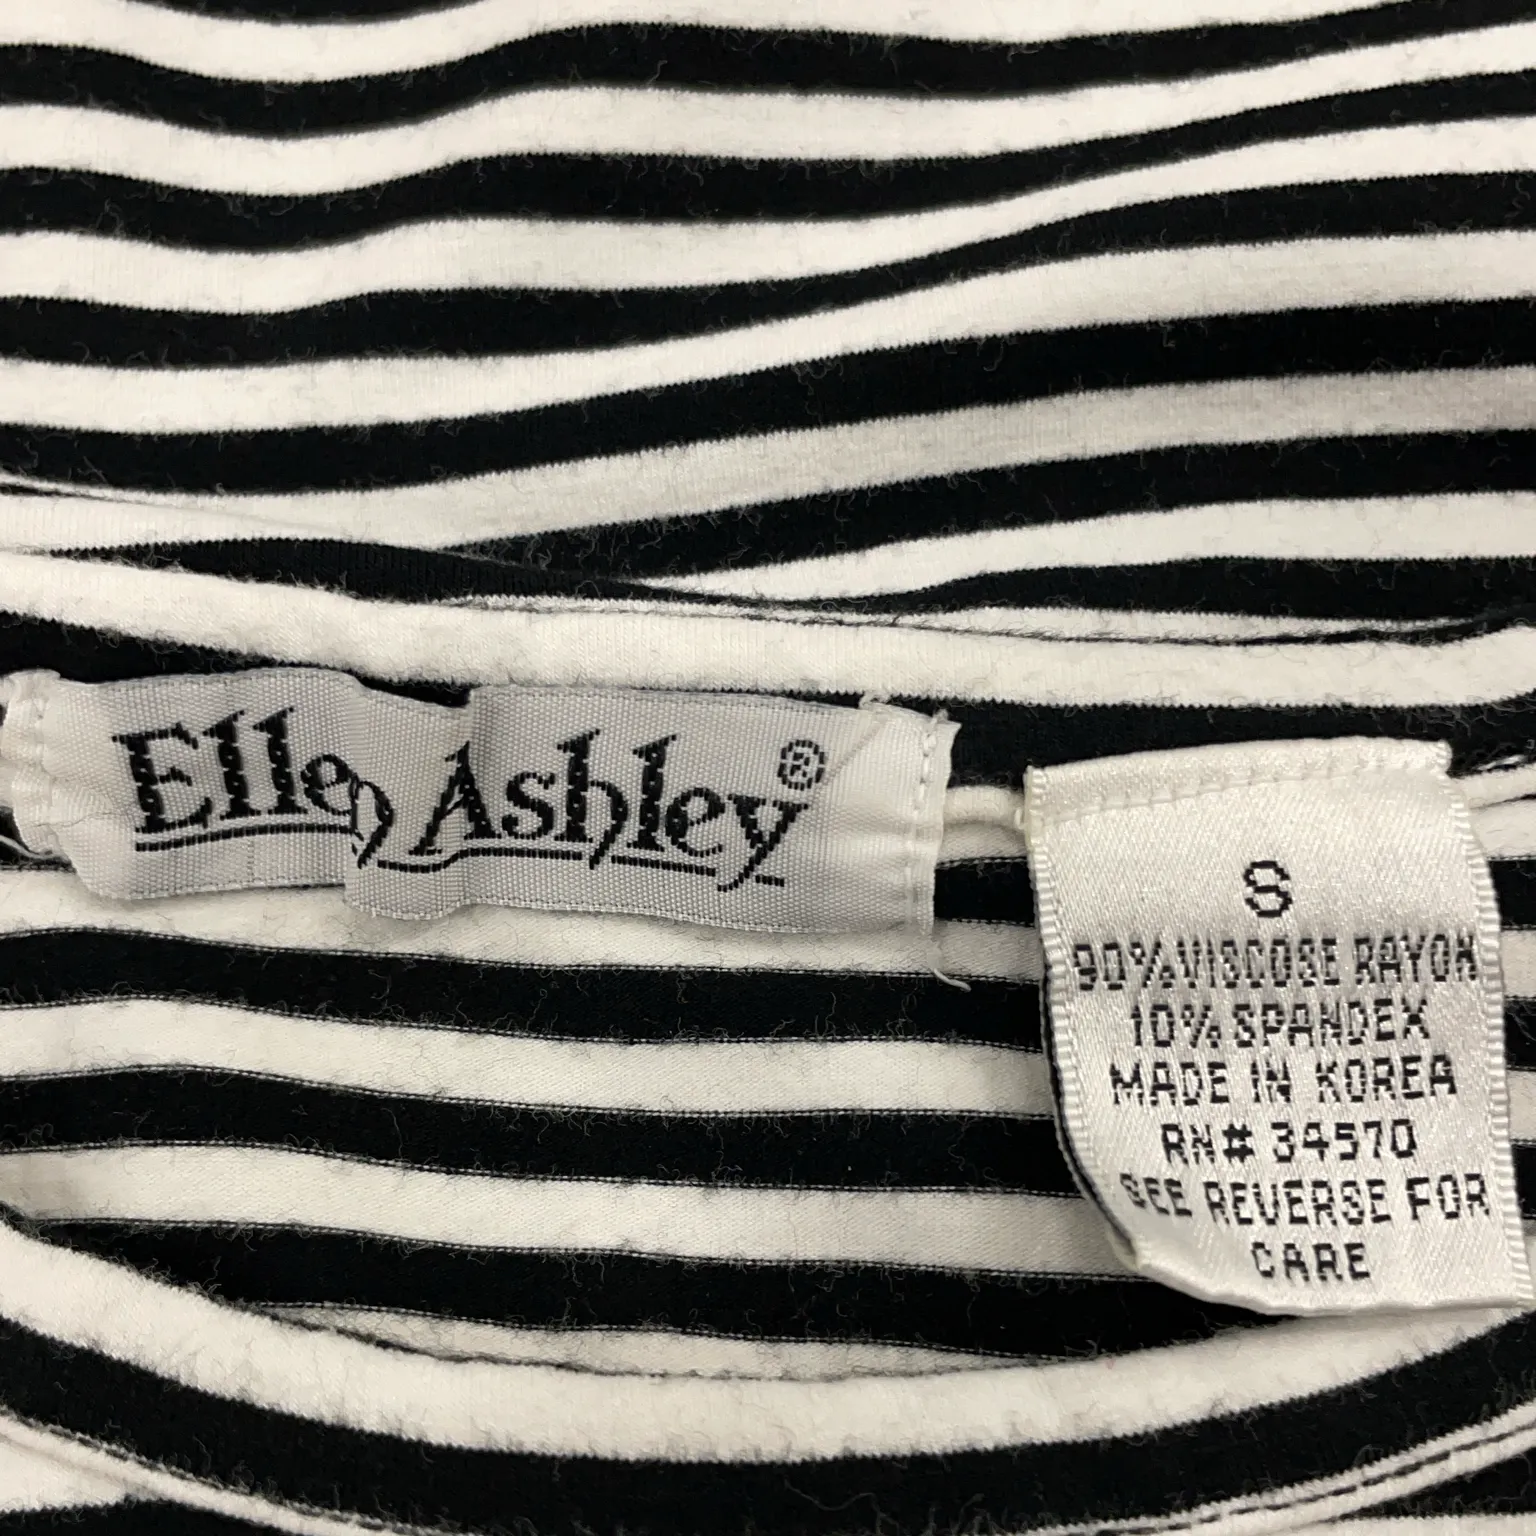 Ellen Ashley®
S
90% VISCOSE RAYON
10% SPANDEX
MADE IN KOREA
RN# 34570
SEE REVERSE FOR
CARE